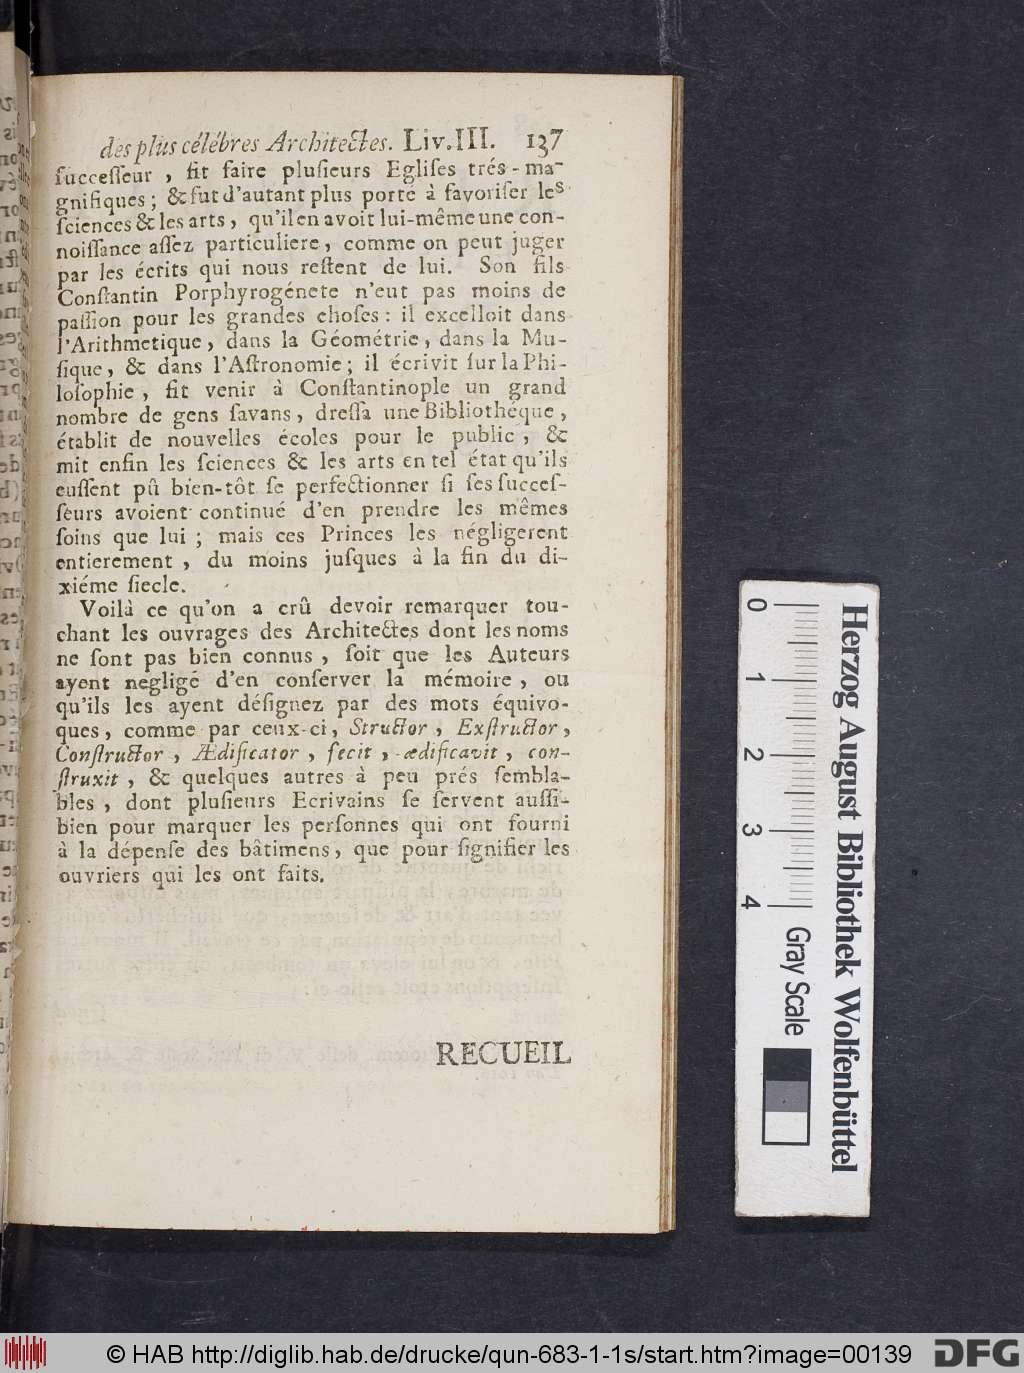 des plus célébres Architectes. Liv. III. 137
ſucceſſeur, fit faire pluſieurs Egliſes trés-ma-
gnifiques; & fut d'autant plus porté à favoriſer les
ſciences & les arts, qu'il en avoit lui-même une con-
noiſſance aſſez particuliere, comme on peut juger
par les écrits qui nous reſtent de lui. Son fils
Conſtantin Porphyrogénete n'eut pas moins de
paſſion pour les grandes choſes: il excelloit dans
l'Arithmetique, dans la Géométrie, dans la Mu-
ſique, & dans l'Aſtronomie; il écrivit ſur la Phi-
loſophie, fit venir à Conſtantinople un grand
nombre de gens ſavans, dreſſa une Bibliothéque,
établit de nouvelles écoles pour le public, &
mit enfin les ſciences & les arts en tel état qu'ils
euſſent pû bien-tôt ſe perfectionner ſi ſes ſucceſ-
ſeurs avoient continué d'en prendre les mêmes
ſoins que lui; mais ces Princes les négligerent
entierement, du moins juſques à la fin du di-
xiéme ſiecle.
Voilà ce qu'on a crû devoir remarquer tou-
chant les ouvrages des Architectes dont les noms
ne ſont pas bien connus, ſoit que les Auteurs
ayent negligé d'en conſerver la mémoire, ou
qu'ils les ayent déſignez par des mots équivo-
ques, comme par ceux-ci, Structor, Exſtructor,
Conſtructor, Ædificator, fecit, ædificavit, con-
ſtruxit, & quelques autres à peu prés ſembla-
bles, dont pluſieurs Ecrivains ſe ſervent auſſi-
bien pour marquer les perſonnes qui ont fourni
à la dépenſe des bâtimens, que pour ſignifier les
ouvriers qui les ont faits.
RECUEIL
0 1 2 3 4 Gray Scale
Herzog August Bibliothek Wolfenbüttel
© HAB http://diglib.hab.de/drucke/qun-683-1-1s/start.htm?image=00139
DFG